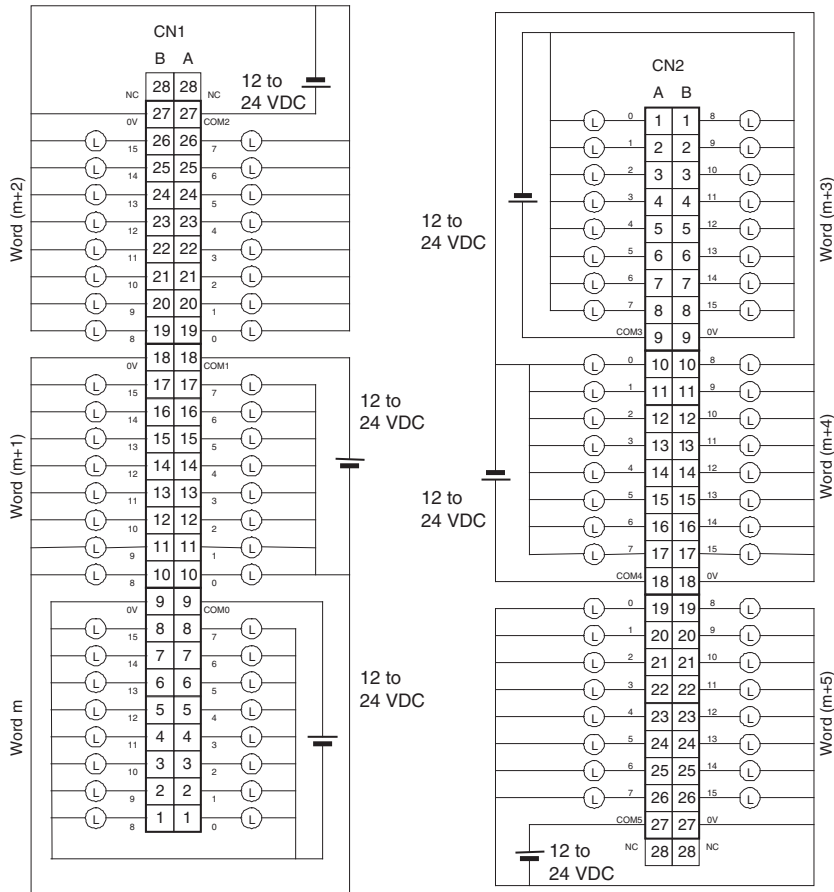 CN1
B A
NC 28 28 NC
12 to
24 VDC
0V 27 27 COM2
L 15 26 26 7 L
L 14 25 25 6 L
L 13 24 24 5 L
L 12 23 23 4 L
L 11 22 22 3 L
L 10 21 21 2 L
L 9 20 20 1 L
L 8 19 19 0 L
Word (m+2)
0V 18 18 COM1
L 15 17 17 7 L
L 14 16 16 6 L
L 13 15 15 5 L
L 12 14 14 4 L
L 11 13 13 3 L
L 10 12 12 2 L
L 9 11 11 1 L
L 8 10 10 0 L
Word (m+1)
12 to
24 VDC
0V 9 9 COM0
L 15 8 8 7 L
L 14 7 7 6 L
L 13 6 6 5 L
L 12 5 5 4 L
L 11 4 4 3 L
L 10 3 3 2 L
L 9 2 2 1 L
L 8 1 1 0 L
Word m
12 to
24 VDC
CN2
A B
L 0 1 1 8 L
L 1 2 2 9 L
L 2 3 3 10 L
L 3 4 4 11 L
L 4 5 5 12 L
L 5 6 6 13 L
L 6 7 7 14 L
L 7 8 8 15 L
COM3 9 9 0V
12 to
24 VDC
Word (m+3)
L 0 10 10 8 L
L 1 11 11 9 L
L 2 12 12 10 L
L 3 13 13 11 L
L 4 14 14 12 L
L 5 15 15 13 L
L 6 16 16 14 L
L 7 17 17 15 L
COM4 18 18 0V
12 to
24 VDC
Word (m+4)
L 0 19 19 8 L
L 1 20 20 9 L
L 2 21 21 10 L
L 3 22 22 11 L
L 4 23 23 12 L
L 5 24 24 13 L
L 6 25 25 14 L
L 7 26 26 15 L
COM5 27 27 0V
NC 28 28 NC
12 to
24 VDC
Word (m+5)